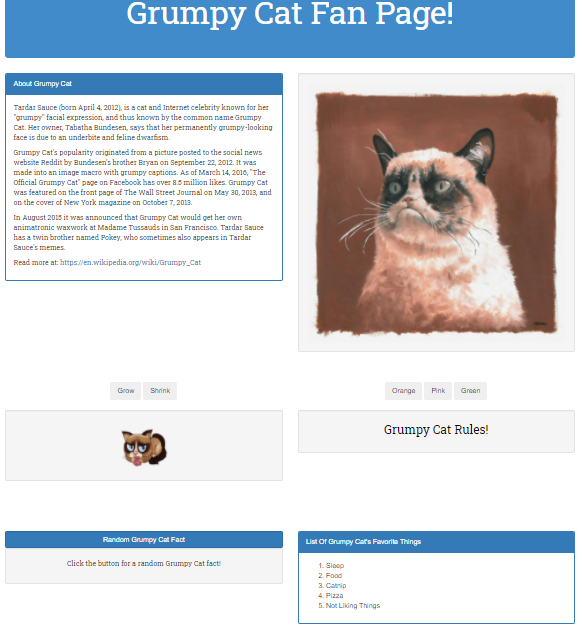 Grumpy Cat Fan Page!
About Grumpy Cat
Tardar Sauce (born April 4, 2012), is a cat and Internet celebrity known for her
"grumpy" facial expression, and thus known by the common name Grumpy
Cat. Her owner, Tabatha Bundesen, says that her permanently grumpy-looking
face is due to an underbite and feline dwarfism.
Grumpy Cat's popularity originated from a picture posted to the social news
website Reddit by Bundesen's brother Bryan on September 22, 2012. It was
made into an image macro with grumpy captions. As of March 14, 2016, "The
Official Grumpy Cat" page on Facebook has over 8.5 million likes. Grumpy Cat
was featured on the front page of The Wall Street Journal on May 30, 2013, and
on the cover of New York magazine on October 7, 2013.
In August 2015 it was announced that Grumpy Cat would get her own
animatronic waxwork at Madame Tussauds in San Francisco. Tardar Sauce
has a twin brother named Pokey, who sometimes also appears in Tardar
Sauce's memes.
Read more at: https://en.wikipedia.org/wiki/Grumpy_Cat
Grow Shrink
Orange Pink Green
Grumpy Cat Rules!
Random Grumpy Cat Fact
Click the button for a random Grumpy Cat fact!
List Of Grumpy Cat's Favorite Things
1. Sleep
2. Food
3. Catnip
4. Pizza
5. Not Liking Things